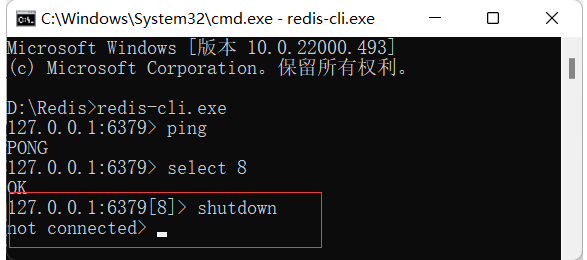 C:\Windows\System32\cmd.exe - redis-cli.exe
Microsoft Windows [版本 10.0.22000.493]
(c) Microsoft Corporation。保留所有权利。
D:\Redis>redis-cli.exe
127.0.0.1:6379> ping
PONG
127.0.0.1:6379> select 8
OK
127.0.0.1:6379[8]> shutdown
not connected>